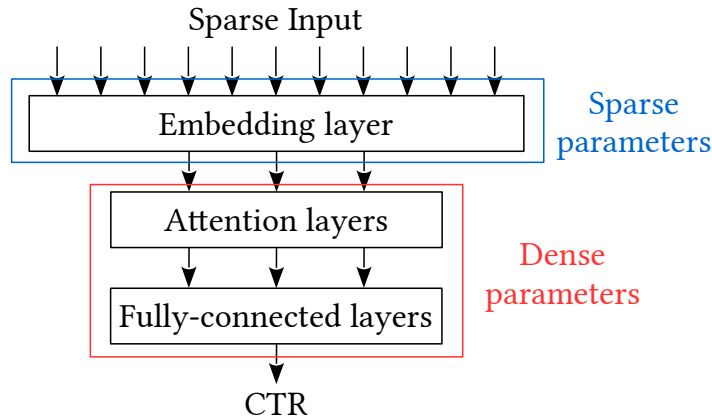 Sparse Input
Embedding layer
Sparse
parameters
Attention layers
Dense
parameters
Fully-connected layers
CTR